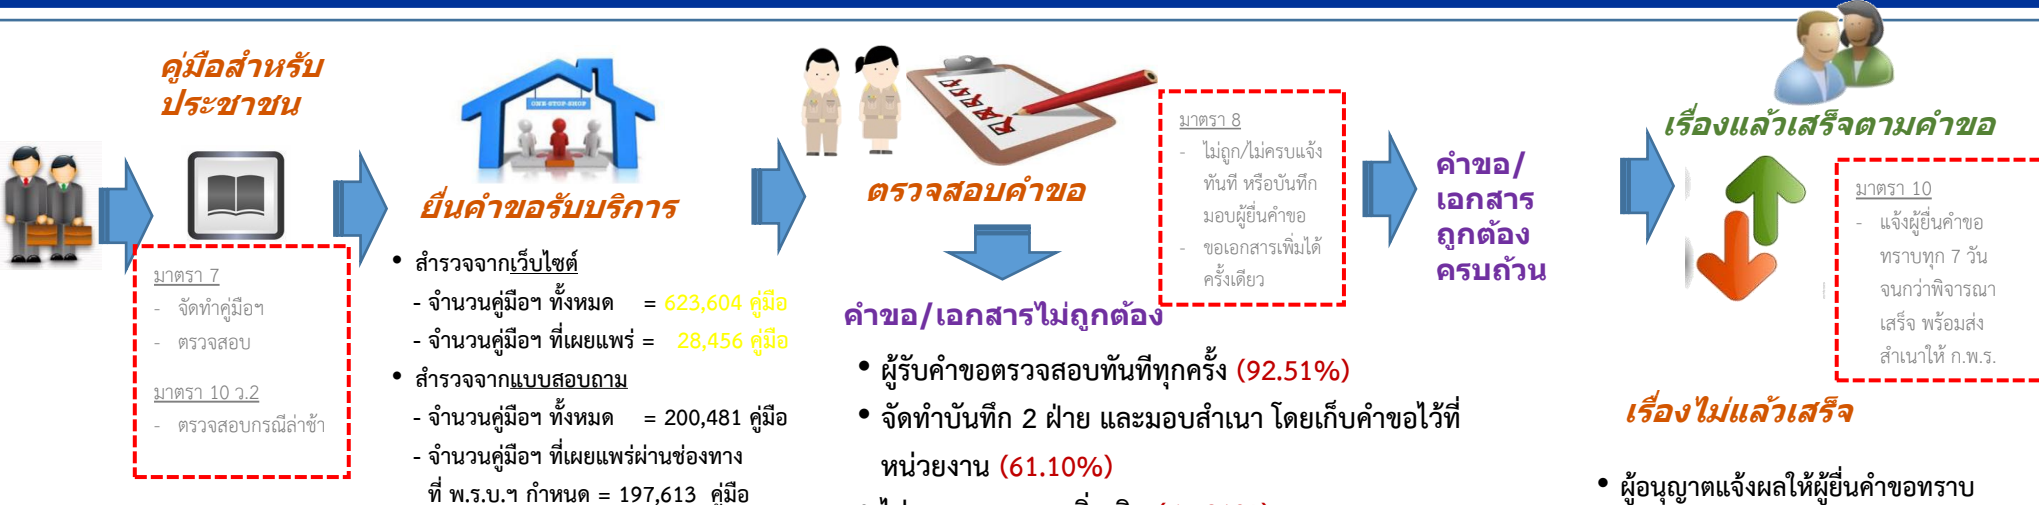 คู่มือสำหรับ
ประชาชน
มาตรา 7
- จัดทำคู่มือฯ
- ตรวจสอบ
มาตรา 10 ว.2
- ตรวจสอบกรณีล่าช้า
ONE-STOP-SHOP
ยื่นคำขอรับบริการ
• สำรวจจากเว็บไซต์
- จำนวนคู่มือฯ ทั้งหมด = 623,604 คู่มือ
- จำนวนคู่มือฯ ที่เผยแพร่ = 28,456 คู่มือ
• สำรวจจากแบบสอบถาม
- จำนวนคู่มือฯ ทั้งหมด = 200,481 คู่มือ
- จำนวนคู่มือฯ ที่เผยแพร่ผ่านช่องทาง
ที่ พ.ร.บ.ฯ กำหนด = 197,613 คู่มือ
ตรวจสอบคำขอ
มาตรา 8
- ไม่ถูก/ไม่ครบแจ้ง
ทันที หรือบันทึก
มอบผู้ยื่นคำขอ
- ขอเอกสารเพิ่มได้
ครั้งเดียว
คำขอ/เอกสารไม่ถูกต้อง
• ผู้รับคำขอตรวจสอบทันทีทุกครั้ง (92.51%)
• จัดทำบันทึก 2 ฝ่าย และมอบสำเนา โดยเก็บคำขอไว้ที่
หน่วยงาน (61.10%)
คำขอ/
เอกสาร
ถูกต้อง
ครบถ้วน
เรื่องแล้วเสร็จตามคำขอ
มาตรา 10
- แจ้งผู้ยื่นคำขอ
ทราบทุก 7 วัน
จนกว่าพิจารณา
เสร็จ พร้อมส่ง
สำเนาให้ ก.พ.ร.
เรื่องไม่แล้วเสร็จ
• ผู้อนุญาตแจ้งผลให้ผู้ยื่นคำขอทราบ